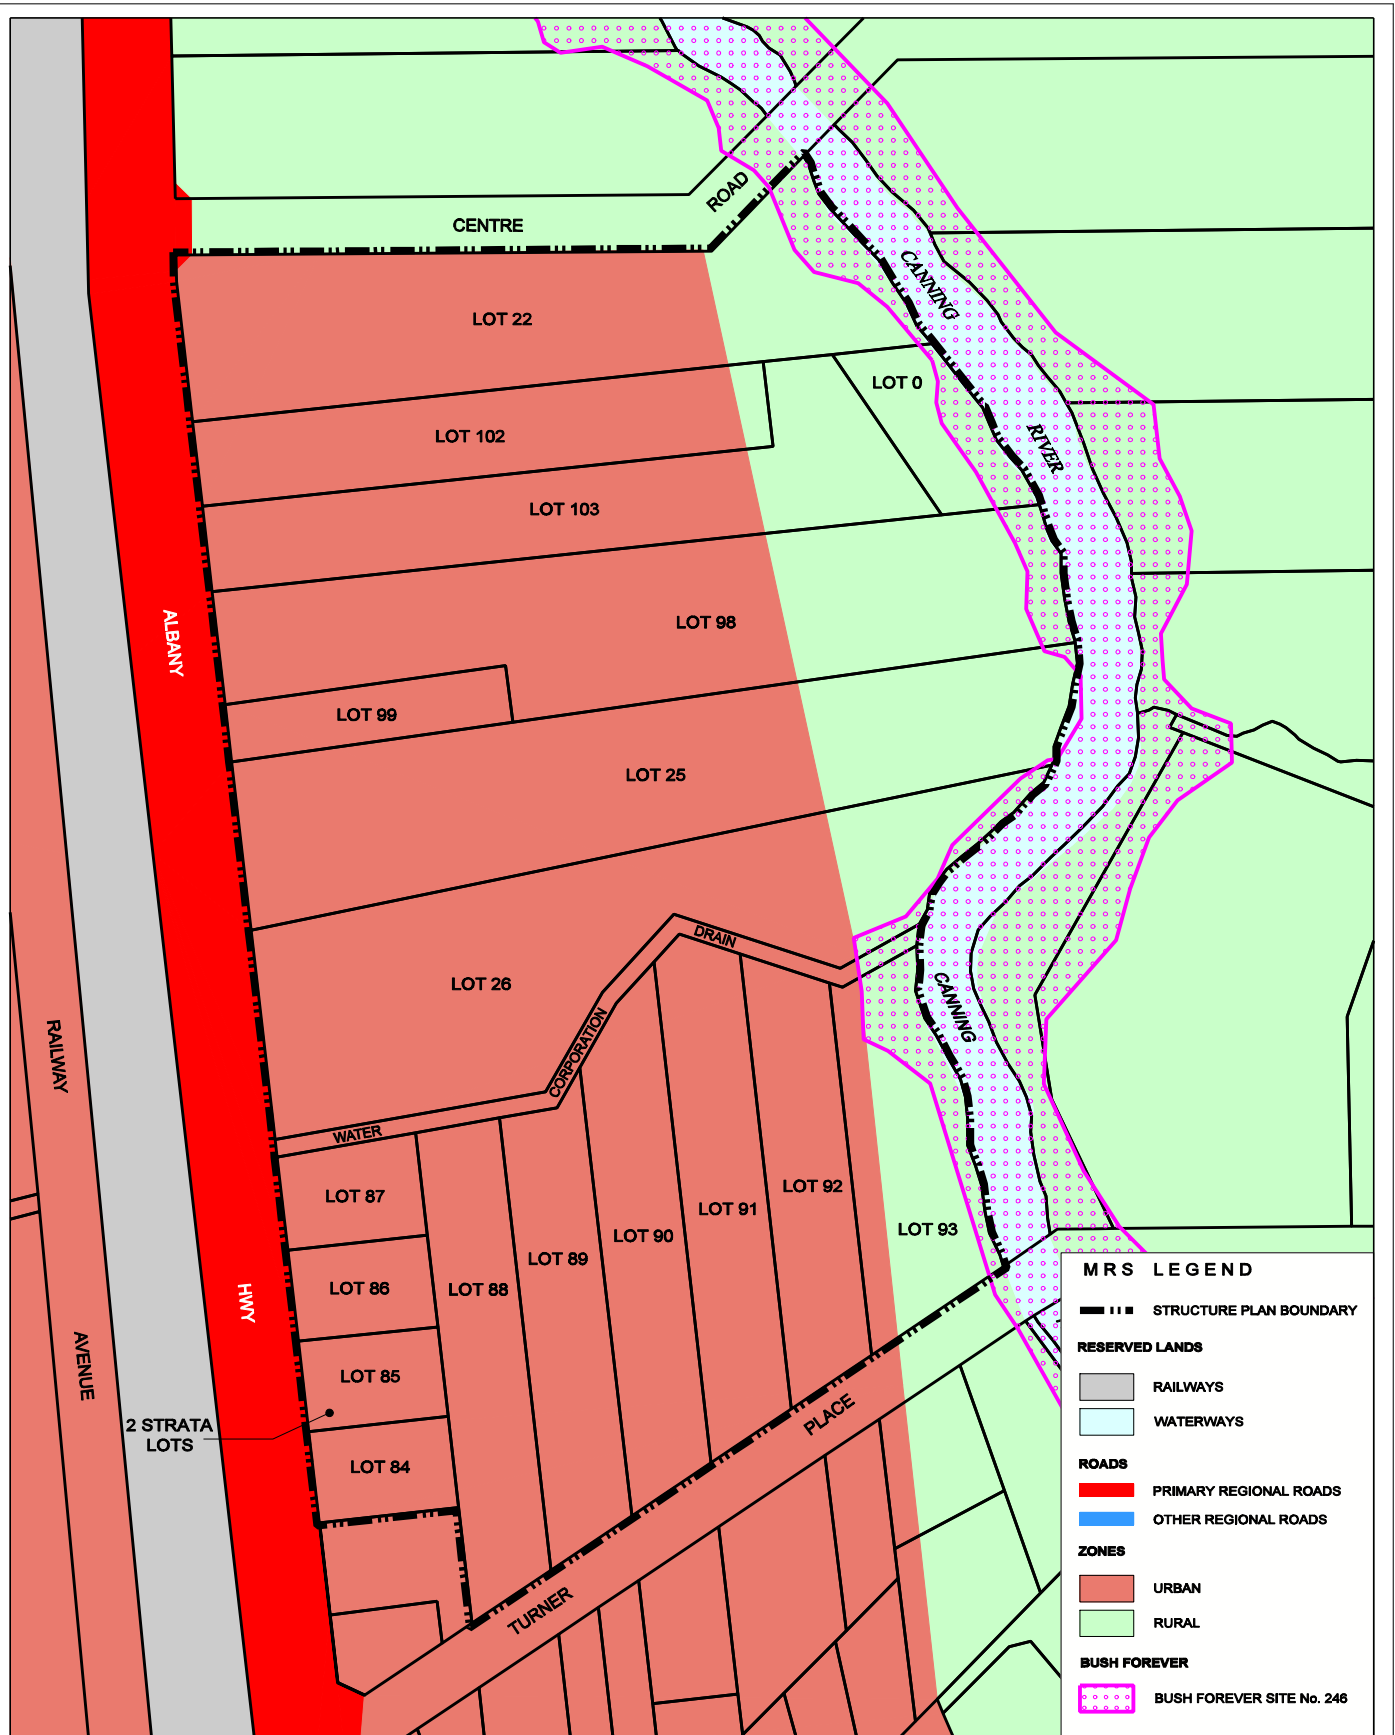 CENTRE
ROAD
LOT 22
CANNING
LOT 0
LOT 102
RIVER
LOT 103
LOT 98
ALBANY
LOT 99
LOT 25
DRAIN
LOT 26
CANNING
CORPORATION
RAILWAY
WATER
LOT 87
LOT 92
LOT 91
LOT 93
LOT 90
LOT 89
LOT 86
LOT 88
HWY
AVENUE
LOT 85
2 STRATA
LOTS
PLACE
LOT 84
TURNER
MRS LEGEND
STRUCTURE PLAN BOUNDARY
RESERVED LANDS
RAILWAYS
WATERWAYS
ROADS
PRIMARY REGIONAL ROADS
OTHER REGIONAL ROADS
ZONES
URBAN
RURAL
BUSH FOREVER
BUSH FOREVER SITE No. 246